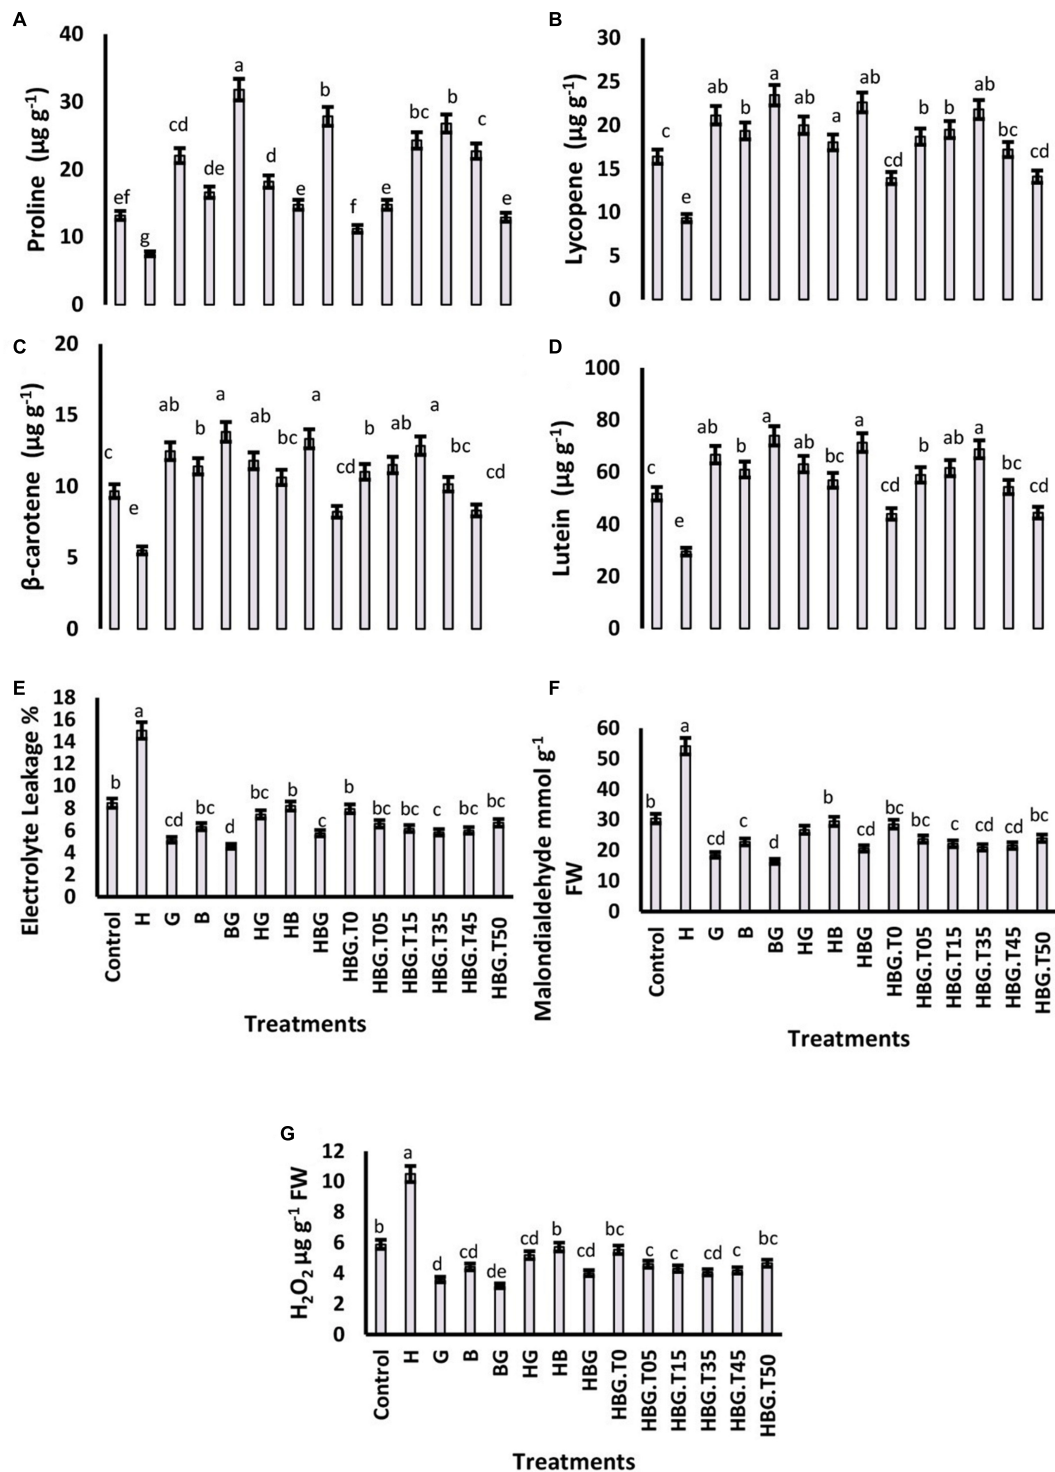 A
Proline (µg g-1)
40
30
20
10
0
ef g cd de a d e b f e bc b c e
B
Lycopene (µg g-1)
30
25
20
15
10
5
0
c e ab b a ab a ab cd b b ab bc cd
C
β-carotene (µg g-1)
20
15
10
5
0
c e ab b a ab bc a cd b ab a bc cd
D
Lutein (µg g-1)
100
80
60
40
20
0
c e ab b a ab bc a cd b ab a bc cd
E
Electrolyte Leakage %
18
16
14
12
10
8
6
4
2
0
b a cd bc d bc b c b bc bc c bc bc
Control H G B BG HG HB HBG HBG.T0 HBG.T05 HBG.T15 HBG.T35 HBG.T45 HBG.T50
Treatments
F
Malondialdehyde mmol g-1
FW
60
50
40
30
20
10
0
b a cd c d b cd bc bc c cd cd bc
Control H G B BG HG HB HBG HBG.T0 HBG.T05 HBG.T15 HBG.T35 HBG.T45 HBG.T50
Treatments
G
H2O2 µg g-1 FW
12
10
8
6
4
2
0
b a d cd de cd b cd bc c c cd c bc
Control H G B BG HG HB HBG HBG.T0 HBG.T05 HBG.T15 HBG.T35 HBG.T45 HBG.T50
Treatments